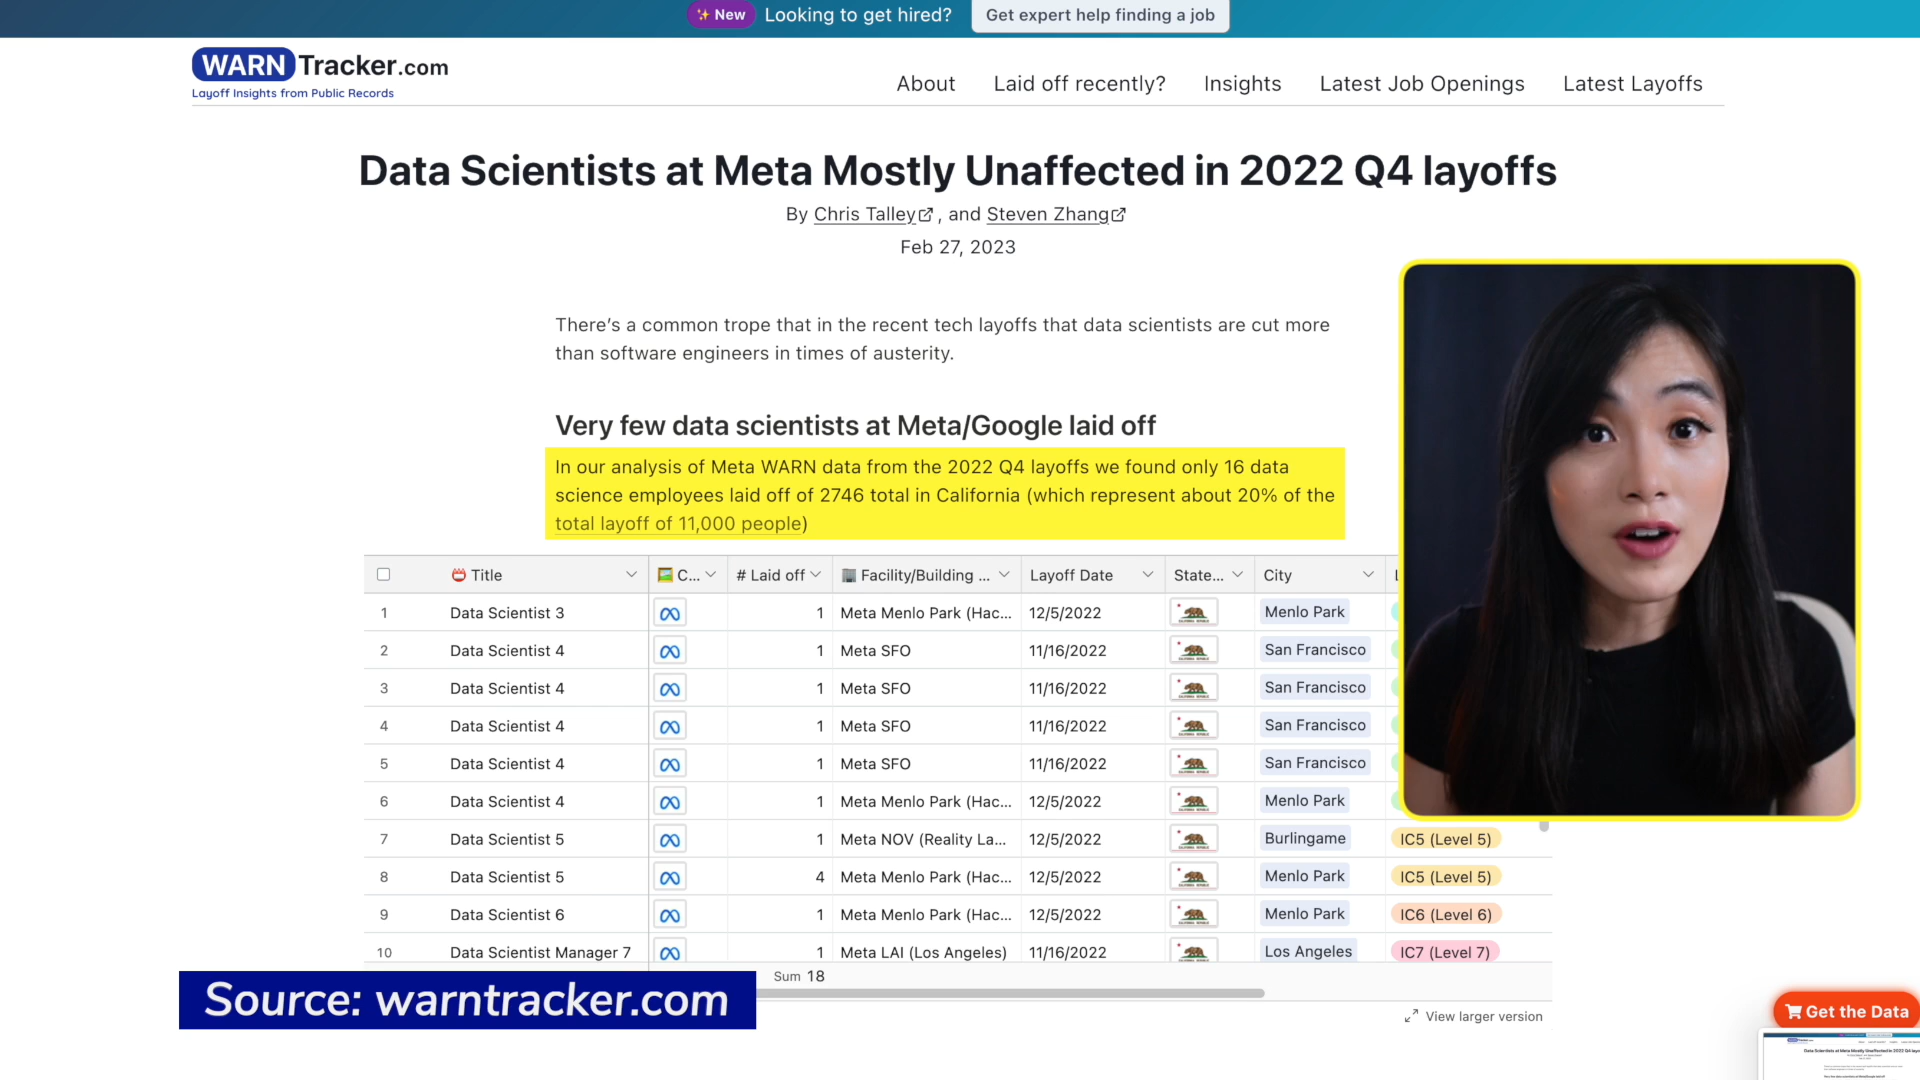 New Looking to get hired? Get expert help finding a job
WARN Tracker.com
Layoff Insights from Public Records
About Laid off recently? Insights Latest Job Openings Latest Layoffs
Data Scientists at Meta Mostly Unaffected in 2022 Q4 layoffs
By Chris Talley, and Steven Zhang
Feb 27, 2023
There's a common trope that in the recent tech layoffs that data scientists are cut more
than software engineers in times of austerity.
Very few data scientists at Meta/Google laid off
In our analysis of Meta WARN data from the 2022 Q4 layoffs we found only 16 data
science employees laid off of 2746 total in California (which represent about 20% of the
total layoff of 11,000 people)
Title C... # Laid off Facility/Building ... Layoff Date State... City
1 Data Scientist 3 1 Meta Menlo Park (Hac... 12/5/2022 Menlo Park
2 Data Scientist 4 1 Meta SFO 11/16/2022 San Francisco
3 Data Scientist 4 1 Meta SFO 11/16/2022 San Francisco
4 Data Scientist 4 1 Meta SFO 11/16/2022 San Francisco
5 Data Scientist 4 1 Meta SFO 11/16/2022 San Francisco
6 Data Scientist 4 1 Meta Menlo Park (Hac... 12/5/2022 Menlo Park
7 Data Scientist 5 1 Meta NOV (Reality La... 12/5/2022 Burlingame IC5 (Level 5)
8 Data Scientist 5 4 Meta Menlo Park (Hac... 12/5/2022 Menlo Park IC5 (Level 5)
9 Data Scientist 6 1 Meta Menlo Park (Hac... 12/5/2022 Menlo Park IC6 (Level 6)
10 Data Scientist Manager 7 1 Meta LAI (Los Angeles) 11/16/2022 Los Angeles IC7 (Level 7)
Sum 18
Source: warntracker.com
View larger version
Get the Data
Data Scientists at Meta Mostly Unaffected in 2022 Q4